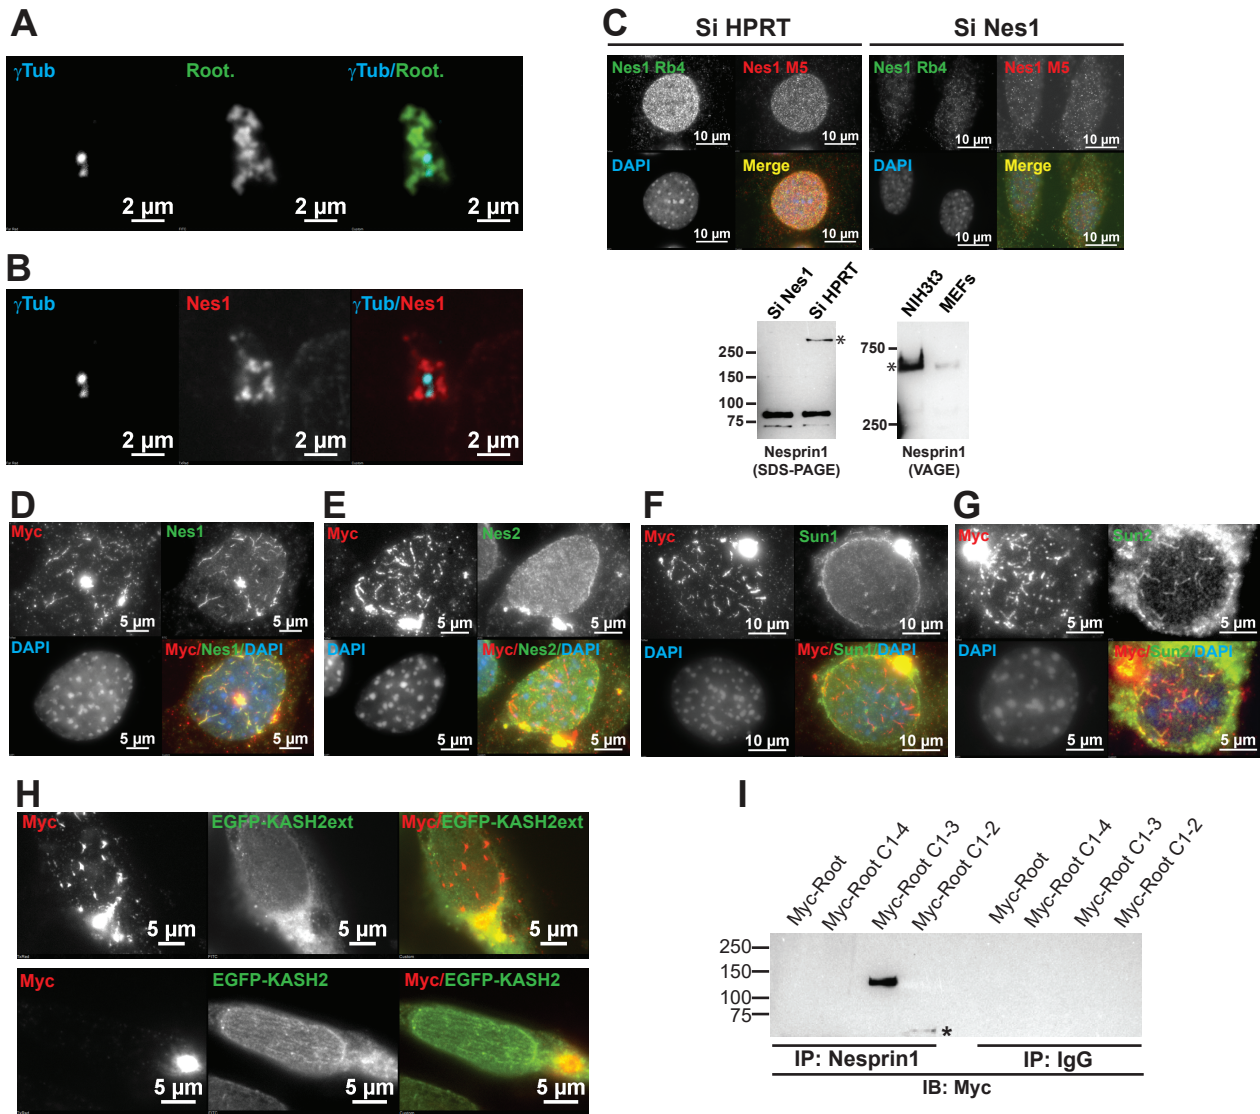 A
γTub
Root.
γTub/Root.
2 µm
2 µm
2 µm
B
γTub
Nes1
γTub/Nes1
2 µm
2 µm
2 µm
C
Si HPRT
Si Nes1
Nes1 Rb4
Nes1 M5
Nes1 Rb4
Nes1 M5
10 µm
10 µm
10 µm
10 µm
DAPI
Merge
DAPI
Merge
10 µm
10 µm
10 µm
10 µm
Si Nes1
Si HPRT
250
150
100
75
*
Nesprin1
(SDS-PAGE)
NIH3t3
MEFs
750
*
250
Nesprin1
(VAGE)
D
Myc
Nes1
5 µm
5 µm
DAPI
Myc/Nes1/DAPI
5 µm
5 µm
E
Myc
Nes2
5 µm
5 µm
DAPI
Myc/Nes2/DAPI
5 µm
5 µm
F
Myc
Sun1
10 µm
10 µm
DAPI
Myc/Sun1/DAPI
10 µm
10 µm
G
Myc
Sun2
5 µm
5 µm
DAPI
Myc/Sun2/DAPI
5 µm
5 µm
H
Myc
EGFP-KASH2ext
Myc/EGFP-KASH2ext
5 µm
5 µm
5 µm
Myc
EGFP-KASH2
Myc/EGFP-KASH2
5 µm
5 µm
5 µm
I
Myc-Root
Myc-Root C1-4
Myc-Root C1-3
Myc-Root C1-2
Myc-Root
Myc-Root C1-4
Myc-Root C1-3
Myc-Root C1-2
250
150
100
75
*
IP: Nesprin1
IP: IgG
IB: Myc